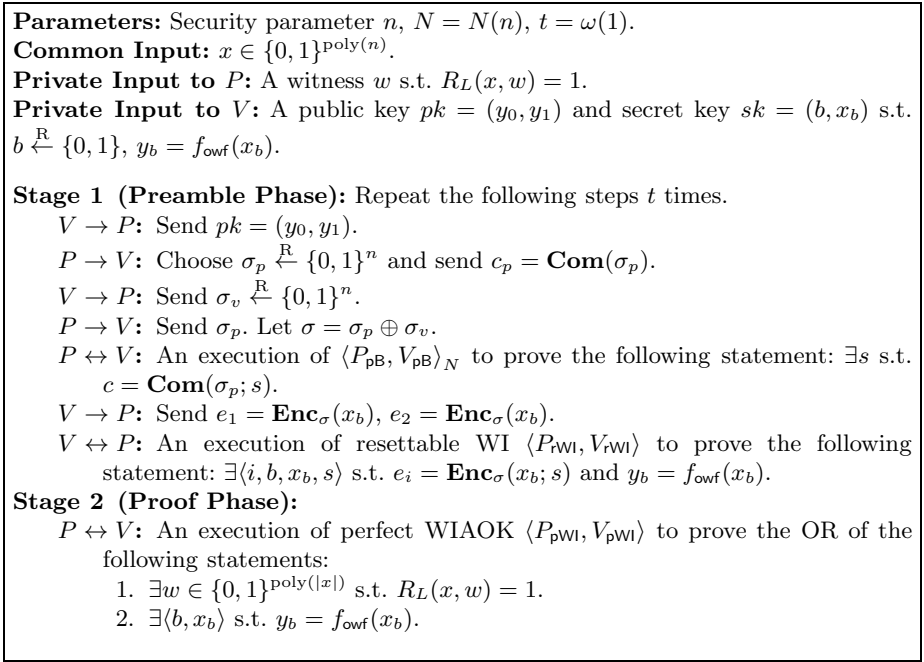 Parameters: Security parameter n, N = N(n), t = ω(1).
Common Input: x ∈ {0, 1}^poly(n).
Private Input to P: A witness w s.t. R_L(x, w) = 1.
Private Input to V: A public key pk = (y_0, y_1) and secret key sk = (b, x_b) s.t.
b ←^R {0, 1}, y_b = f_owf(x_b).
Stage 1 (Preamble Phase): Repeat the following steps t times.
V → P: Send pk = (y_0, y_1).
P → V: Choose σ_p ←^R {0, 1}^n and send c_p = Com(σ_p).
V → P: Send σ_v ←^R {0, 1}^n.
P → V: Send σ_p. Let σ = σ_p ⊕ σ_v.
P ↔ V: An execution of ⟨P_pB, V_pB⟩_N to prove the following statement: ∃s s.t.
c = Com(σ_p; s).
V → P: Send e_1 = Enc_σ(x_b), e_2 = Enc_σ(x_b).
V ↔ P: An execution of resettable WI ⟨P_rWI, V_rWI⟩ to prove the following
statement: ∃⟨i, b, x_b, s⟩ s.t. e_i = Enc_σ(x_b; s) and y_b = f_owf(x_b).
Stage 2 (Proof Phase):
P ↔ V: An execution of perfect WIAOK ⟨P_pWI, V_pWI⟩ to prove the OR of the
following statements:
1. ∃w ∈ {0, 1}^poly(|x|) s.t. R_L(x, w) = 1.
2. ∃⟨b, x_b⟩ s.t. y_b = f_owf(x_b).